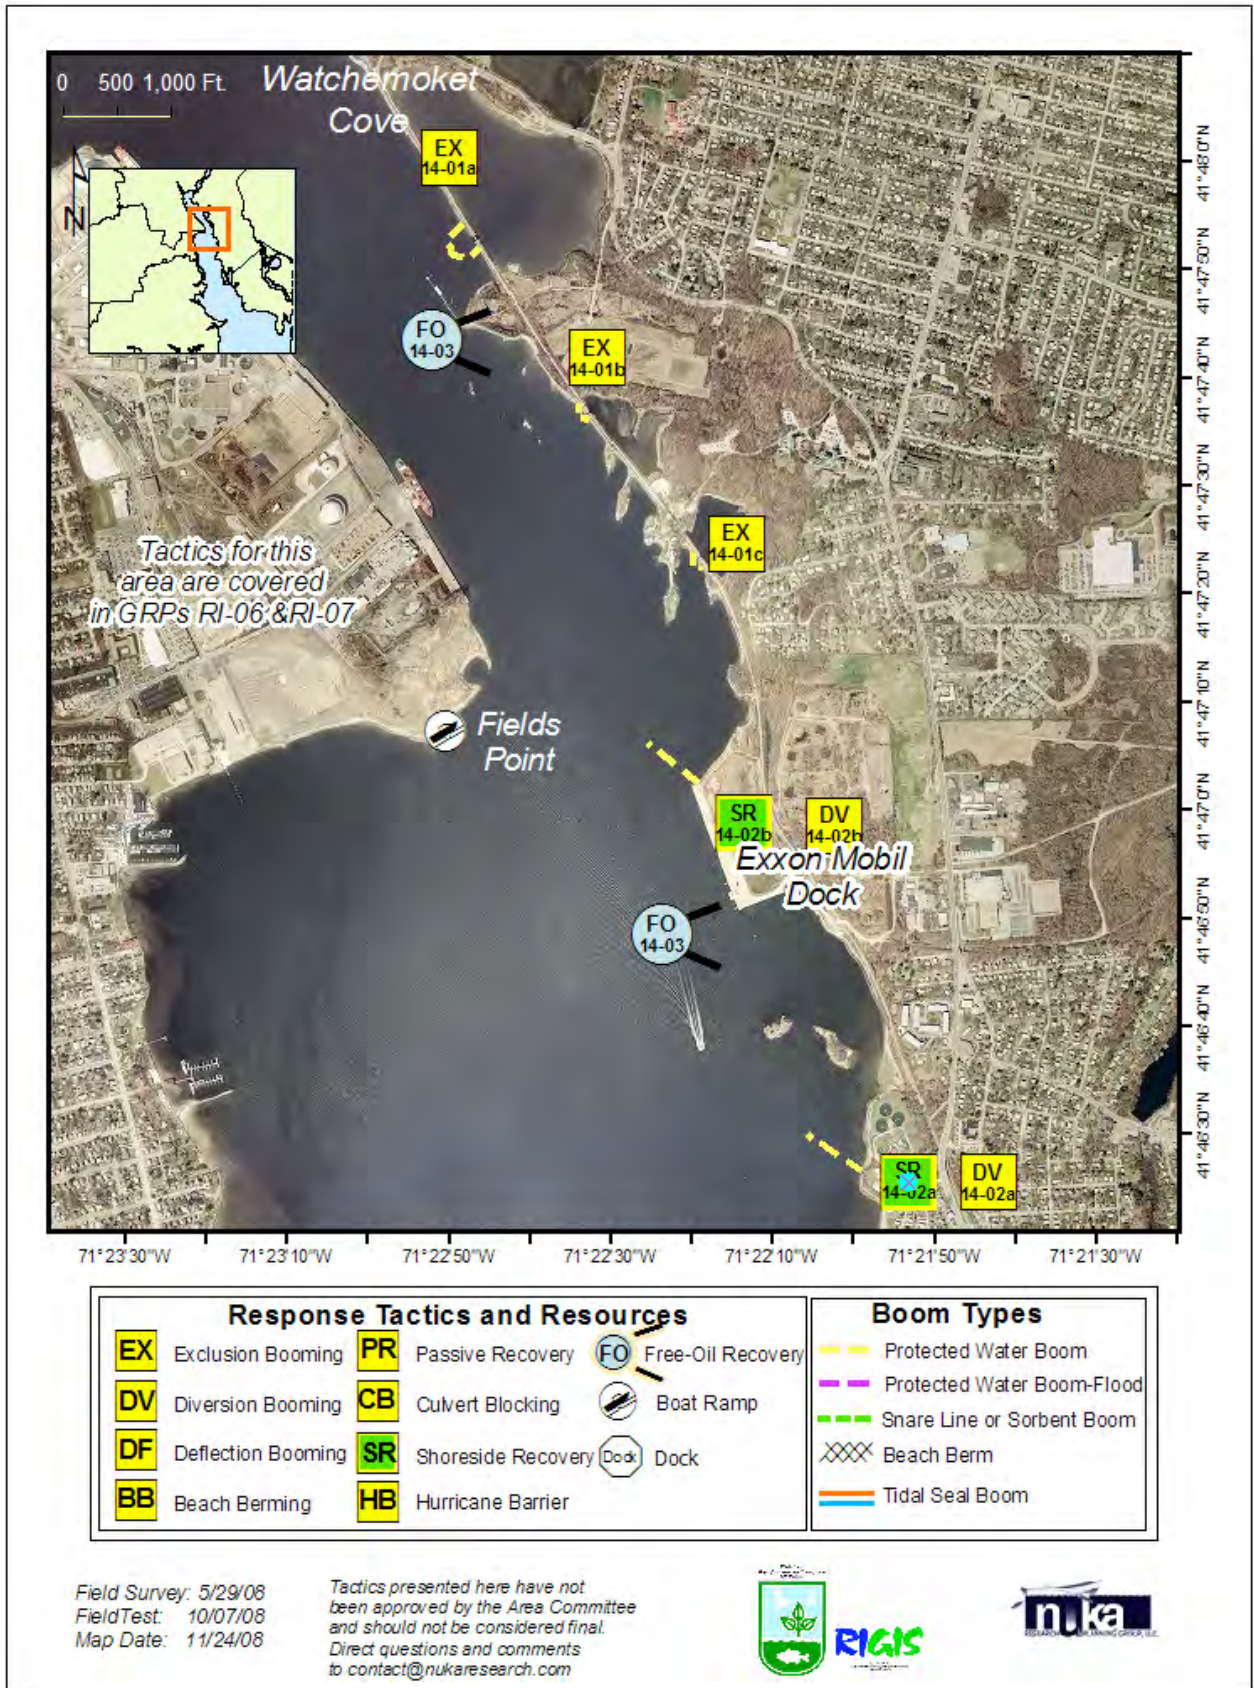 0 500 1,000 Ft.
Watchemoket
Cove
N
EX
14-01a
FO
14-03
EX
14-01b
EX
14-01c
Tactics for this
area are covered
in GRPs RI-06 &RI-07
Fields
Point
SR
14-02b
DV
14-02b
Exxon Mobil
Dock
FO
14-03
SR
14-02a
DV
14-02a
41°48'0"N
41°47'50"N
41°47'40"N
41°47'30"N
41°47'20"N
41°47'10"N
41°47'0"N
41°46'50"N
41°46'40"N
41°46'30"N
71°23'30"W 71°23'10"W 71°22'50"W 71°22'30"W 71°22'10"W 71°21'50"W 71°21'30"W
Response Tactics and Resources
EX Exclusion Booming
DV Diversion Booming
DF Deflection Booming
BB Beach Berming
PR Passive Recovery
CB Culvert Blocking
SR Shoreside Recovery
HB Hurricane Barrier
FO Free-Oil Recovery
Boat Ramp
Dock Dock
Boom Types
Protected Water Boom
Protected Water Boom-Flood
Snare Line or Sorbent Boom
Beach Berm
Tidal Seal Boom
Field Survey: 5/29/08
FieldTest: 10/07/08
Map Date: 11/24/08
Tactics presented here have not
been approved by the Area Committee
and should not be considered final.
Direct questions and comments
to contact@nukaresearch.com
RIGIS
nuka